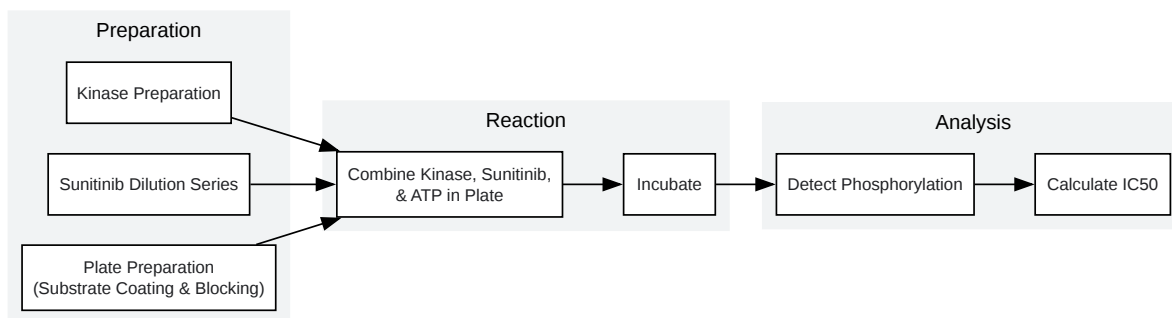 Preparation
Kinase Preparation
Sunitinib Dilution Series
Plate Preparation
(Substrate Coating & Blocking)
Reaction
Combine Kinase, Sunitinib,
& ATP in Plate
Incubate
Analysis
Detect Phosphorylation
Calculate IC50